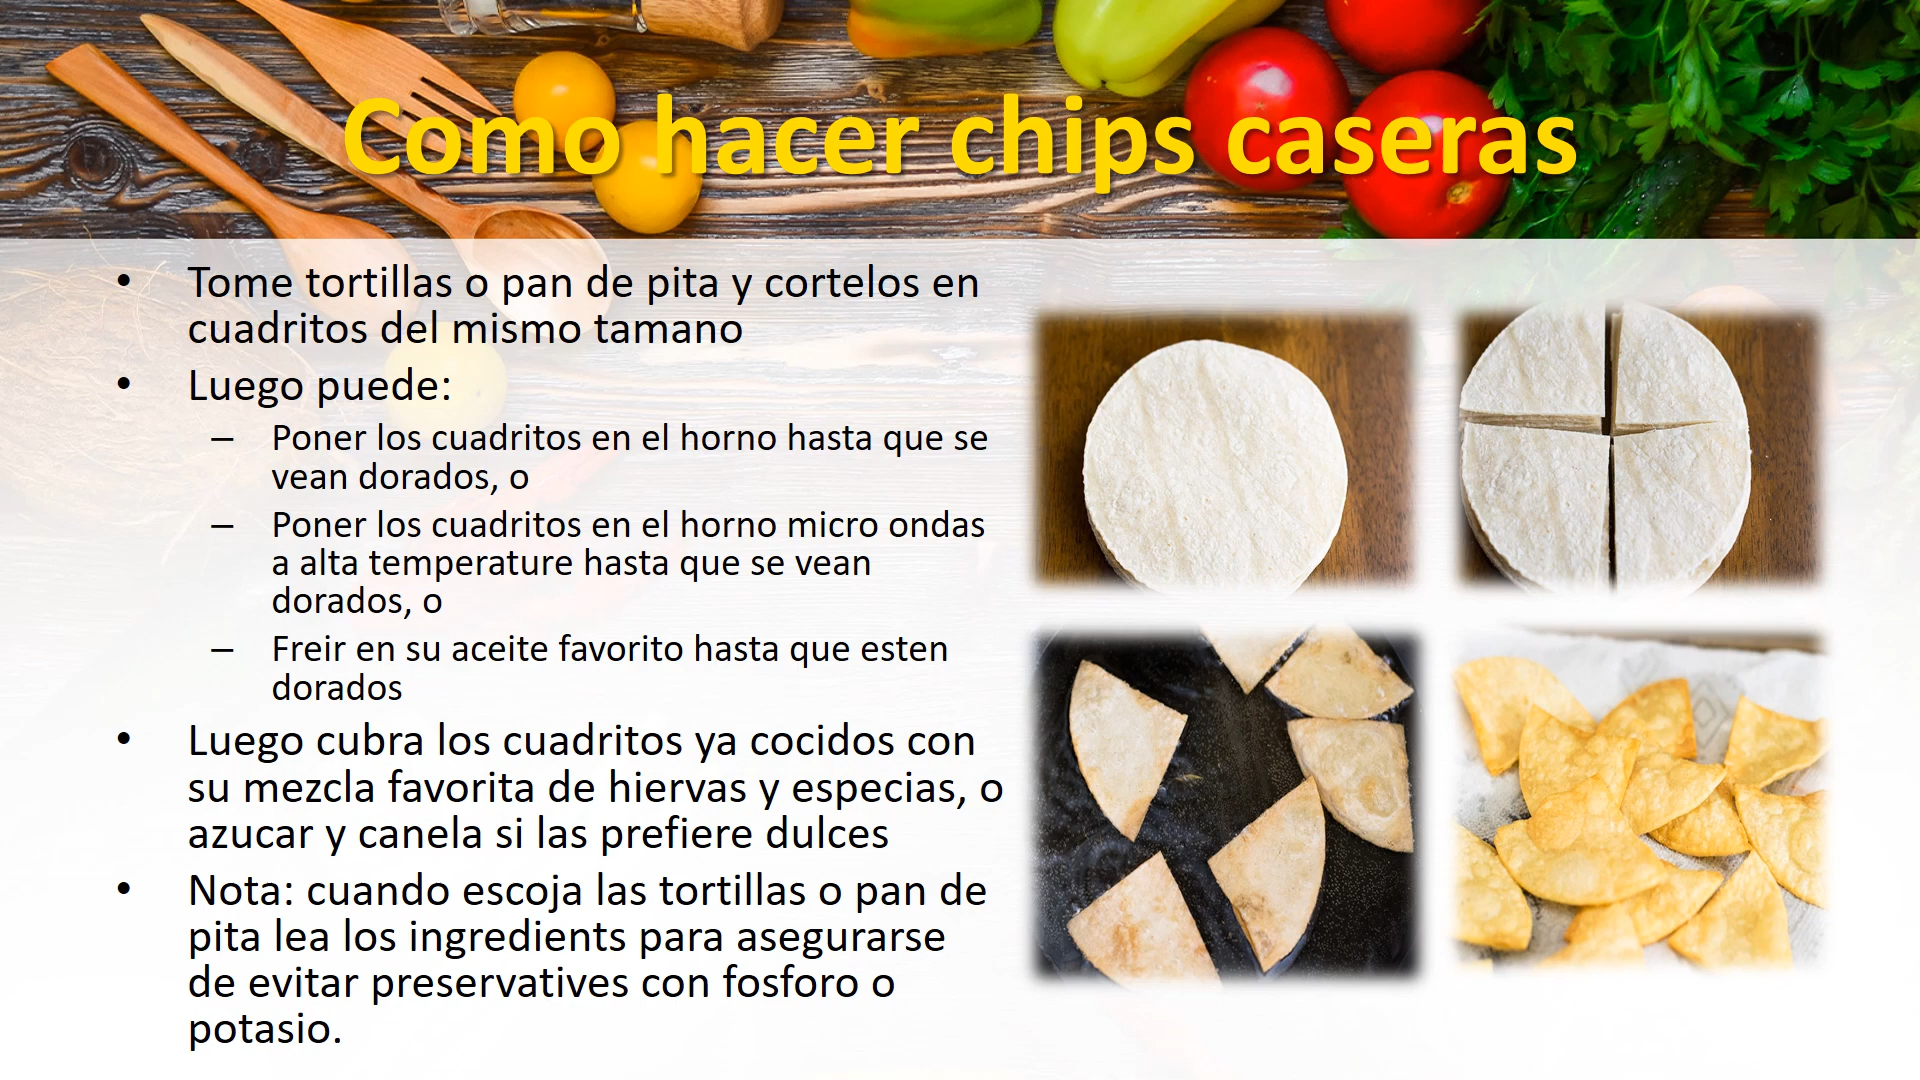 Como hacer chips caseras
• Tome tortillas o pan de pita y cortelos en
cuadritos del mismo tamano
• Luego puede:
– Poner los cuadritos en el horno hasta que se
vean dorados, o
– Poner los cuadritos en el horno micro ondas
a alta temperature hasta que se vean
dorados, o
– Freir en su aceite favorito hasta que esten
dorados
• Luego cubra los cuadritos ya cocidos con
su mezcla favorita de hiervas y especias, o
azucar y canela si las prefiere dulces
• Nota: cuando escoja las tortillas o pan de
pita lea los ingredients para asegurarse
de evitar preservatives con fosforo o
potasio.